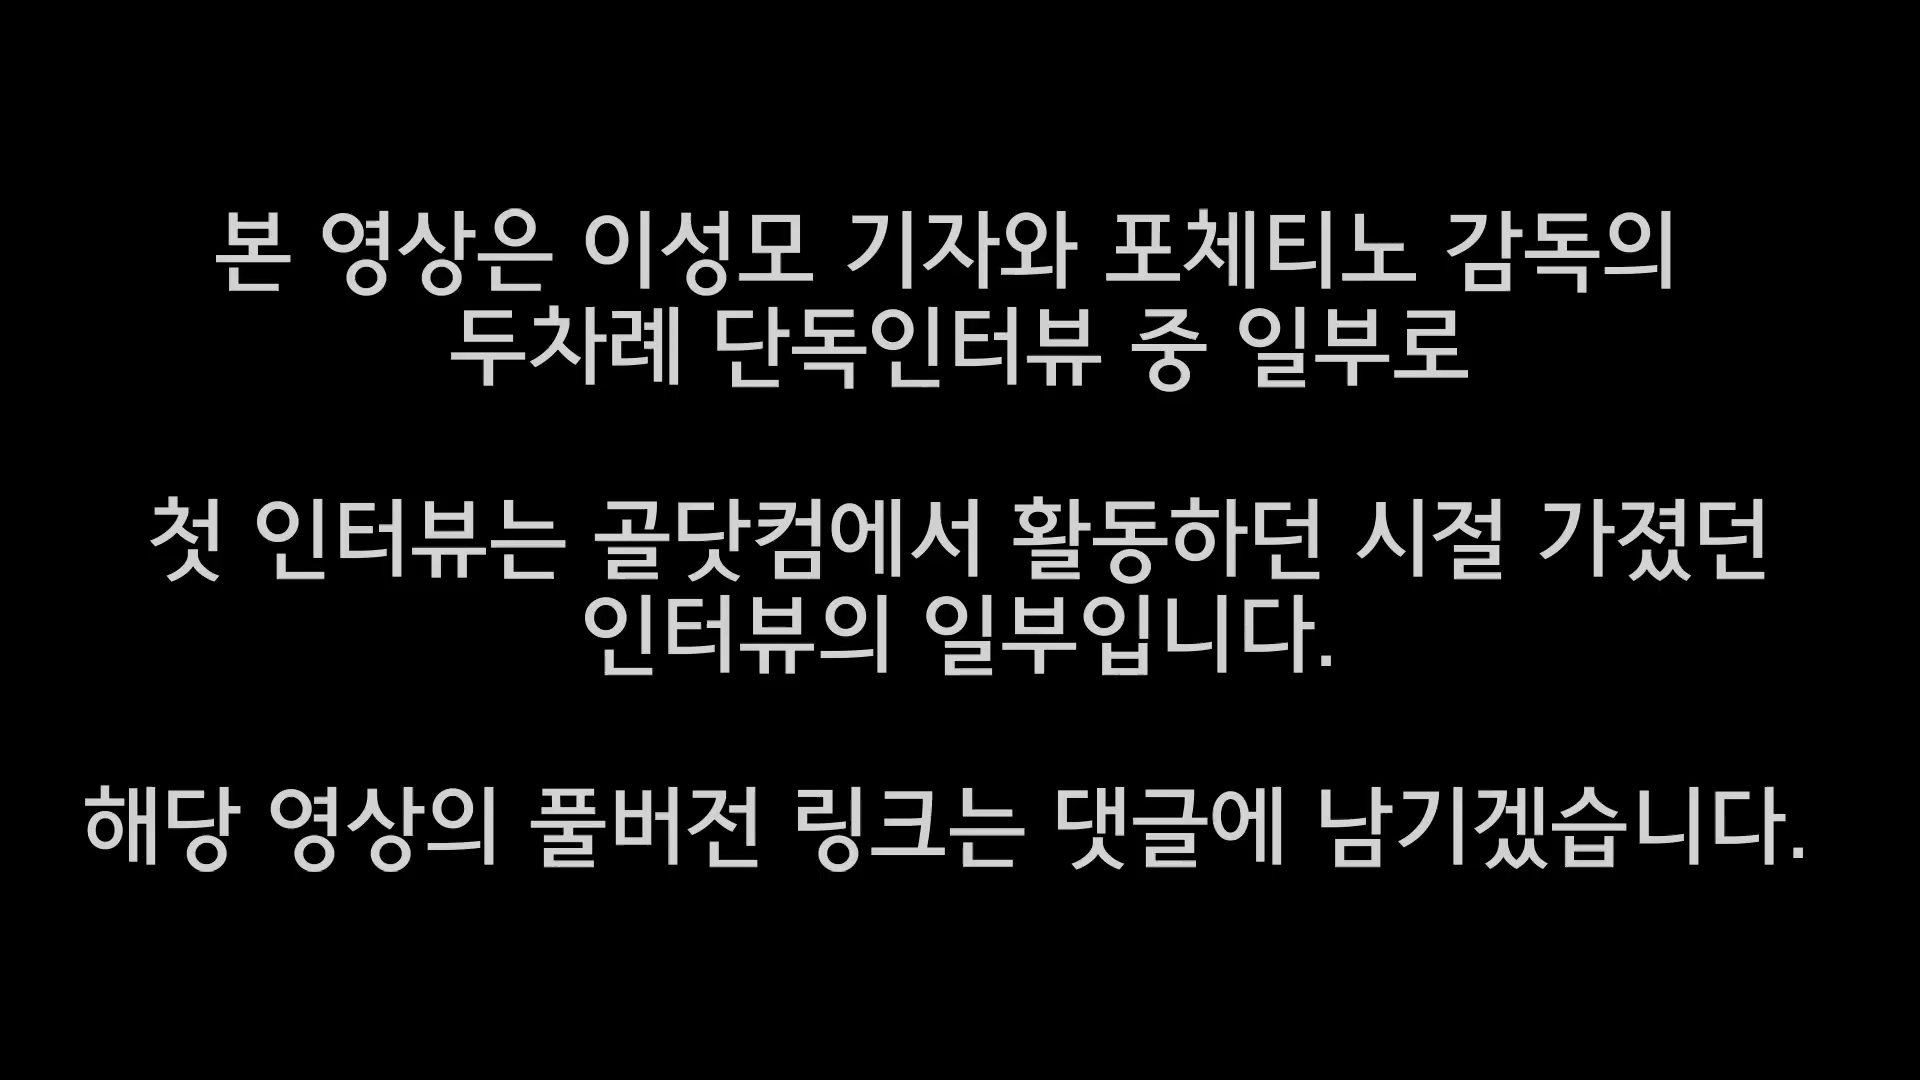 본 영상은 이성모 기자와 포체티노 감독의
두차례 단독인터뷰 중 일부로
첫 인터뷰는 골닷컴에서 활동하던 시절 가졌던
인터뷰의 일부입니다.
해당 영상의 풀버전 링크는 댓글에 남기겠습니다.